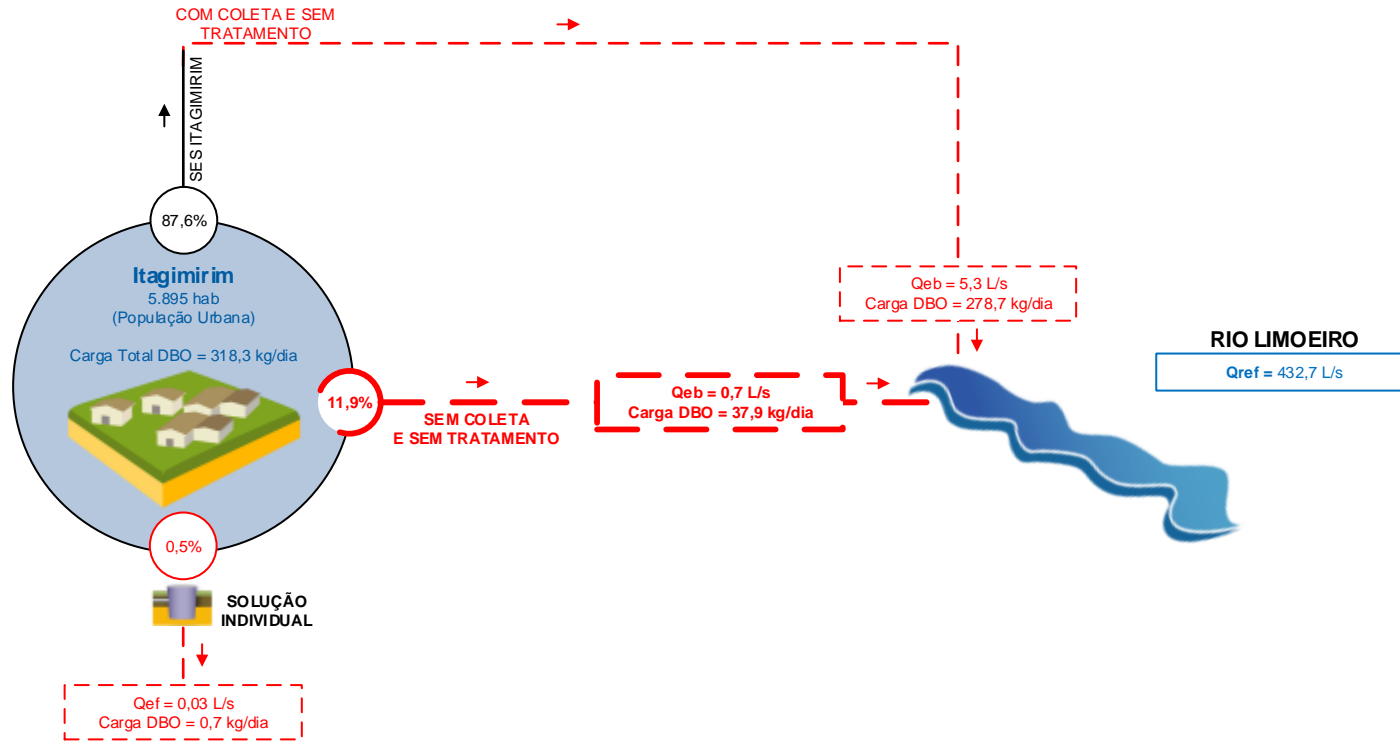 COM COLETA E SEM
TRATAMENTO
SES ITAGIMIRIM
87,6%
Itagimirim
5.895 hab
(População Urbana)
Carga Total DBO = 318,3 kg/dia
11,9%
SEM COLETA
E SEM TRATAMENTO
Qeb = 0,7 L/s
Carga DBO = 37,9 kg/dia
Qeb = 5,3 L/s
Carga DBO = 278,7 kg/dia
RIO LIMOEIRO
Qref = 432,7 L/s
0,5%
SOLUÇÃO
INDIVIDUAL
Qef = 0,03 L/s
Carga DBO = 0,7 kg/dia